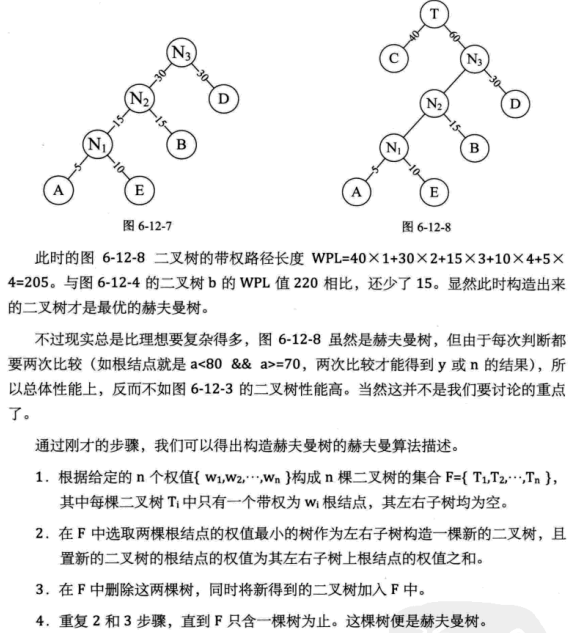 T
40
60
N₃
C
N₃
30
30
30
N₂
D
N₂
D
15
15
15
N₁
B
N₁
B
5
10
5
10
A
E
A
E
图 6-12-7
图 6-12-8
此时的图 6-12-8 二叉树的带权路径长度 WPL=40×1+30×2+15×3+10×4+5×
4=205。与图 6-12-4 的二叉树 b 的 WPL 值 220 相比，还少了 15。显然此时构造出来
的二叉树才是最优的赫夫曼树。
不过现实总是比理想要复杂得多，图 6-12-8 虽然是赫夫曼树，但由于每次判断都
要两次比较（如根结点就是 a<80 && a>=70，两次比较才能得到 y 或 n 的结果），所
以总体性能上，反而不如图 6-12-3 的二叉树性能高。当然这并不是我们要讨论的重点
了。
通过刚才的步骤，我们可以得出构造赫夫曼树的赫夫曼算法描述。
1．根据给定的 n 个权值{ w₁,w₂,…,wₙ }构成 n 棵二叉树的集合 F={ T₁,T₂,…,Tₙ }，
其中每棵二叉树 Tᵢ 中只有一个带权为 wᵢ 根结点，其左右子树均为空。
2．在 F 中选取两棵根结点的权值最小的树作为左右子树构造一棵新的二叉树，且
置新的二叉树的根结点的权值为其左右子树上根结点的权值之和。
3．在 F 中删除这两棵树，同时将新得到的二叉树加入 F 中。
4．重复 2 和 3 步骤，直到 F 只含一棵树为止。这棵树便是赫夫曼树。